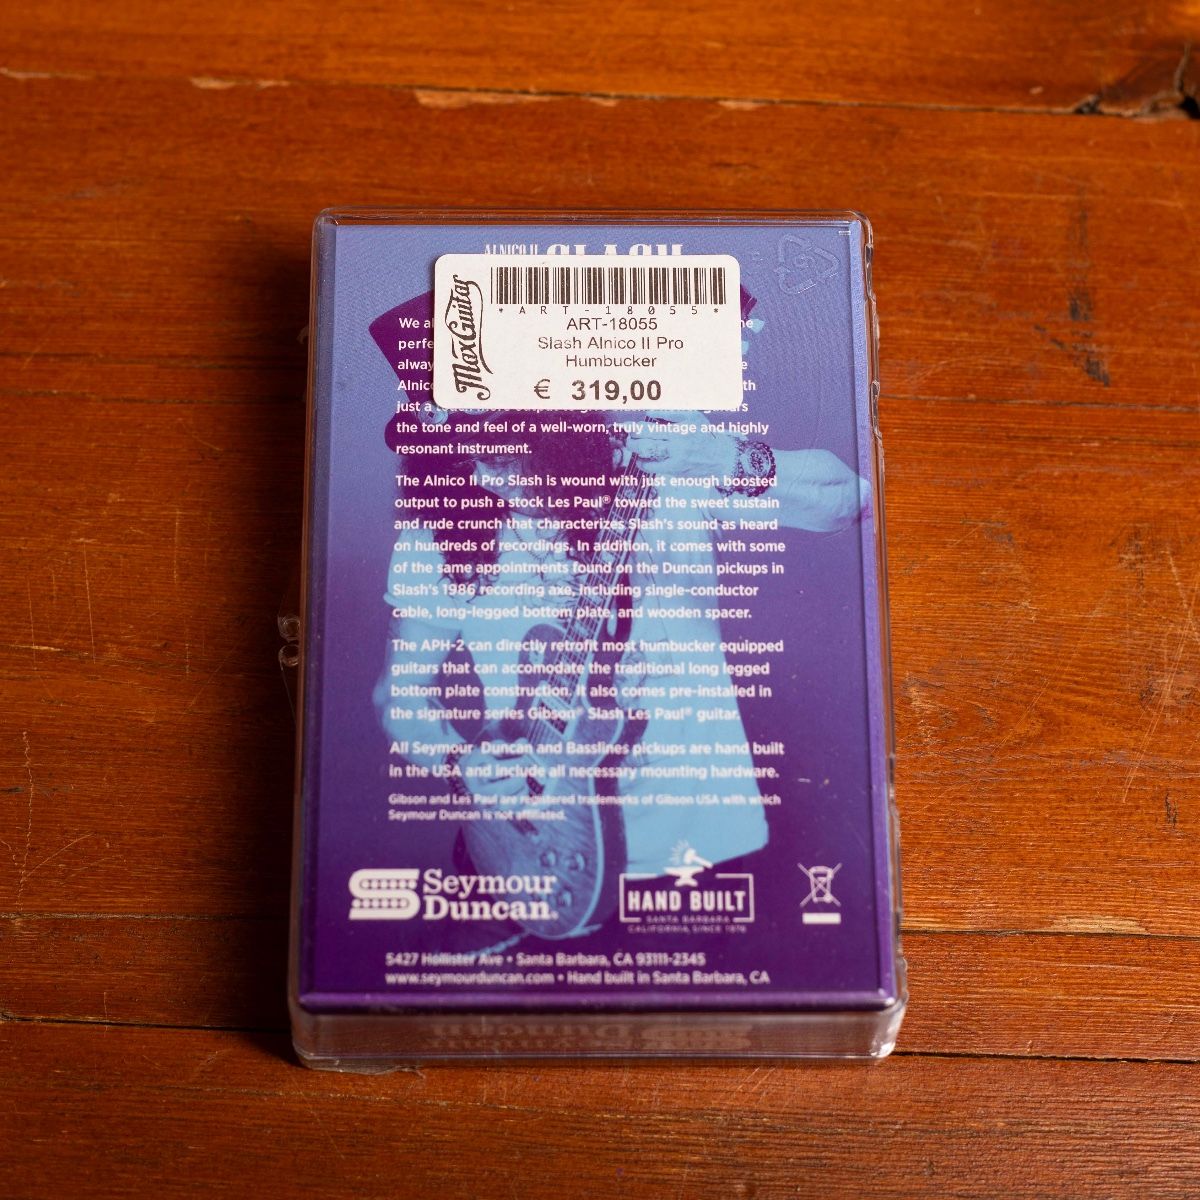 ALNICO II SLASH
MaxGuitar
*ART-18055*
ART-18055
Slash Alnico II Pro
Humbucker
€ 319,00
We
perfe
alway
Alnico
just a
the tone and feel of a well-worn, truly vintage and highly
resonant instrument.
The Alnico II Pro Slash is wound with just enough boosted
output to push a stock Les Paul® toward the sweet sustain
and rude crunch that characterizes Slash's sound as heard
on hundreds of recordings. In addition, it comes with some
of the same appointments found on the Duncan pickups in
Slash's 1986 recording axe, including single-conductor
cable, long-legged bottom plate, and wooden spacer.
The APH-2 can directly retrofit most humbucker equipped
guitars that can accomodate the traditional long legged
bottom plate construction. It also comes pre-installed in
the signature series Gibson® Slash Les Paul® guitar.
All Seymour Duncan and Basslines pickups are hand built
in the USA and include all necessary mounting hardware.
Gibson and Les Paul are registered trademarks of Gibson USA with which
Seymour Duncan is not affiliated.
Seymour
Duncan®
HAND BUILT
SANTA BARBARA
CALIFORNIA, SINCE 1976
5427 Hollister Ave • Santa Barbara, CA 93111-2345
www.seymourduncan.com • Hand built in Santa Barbara, CA